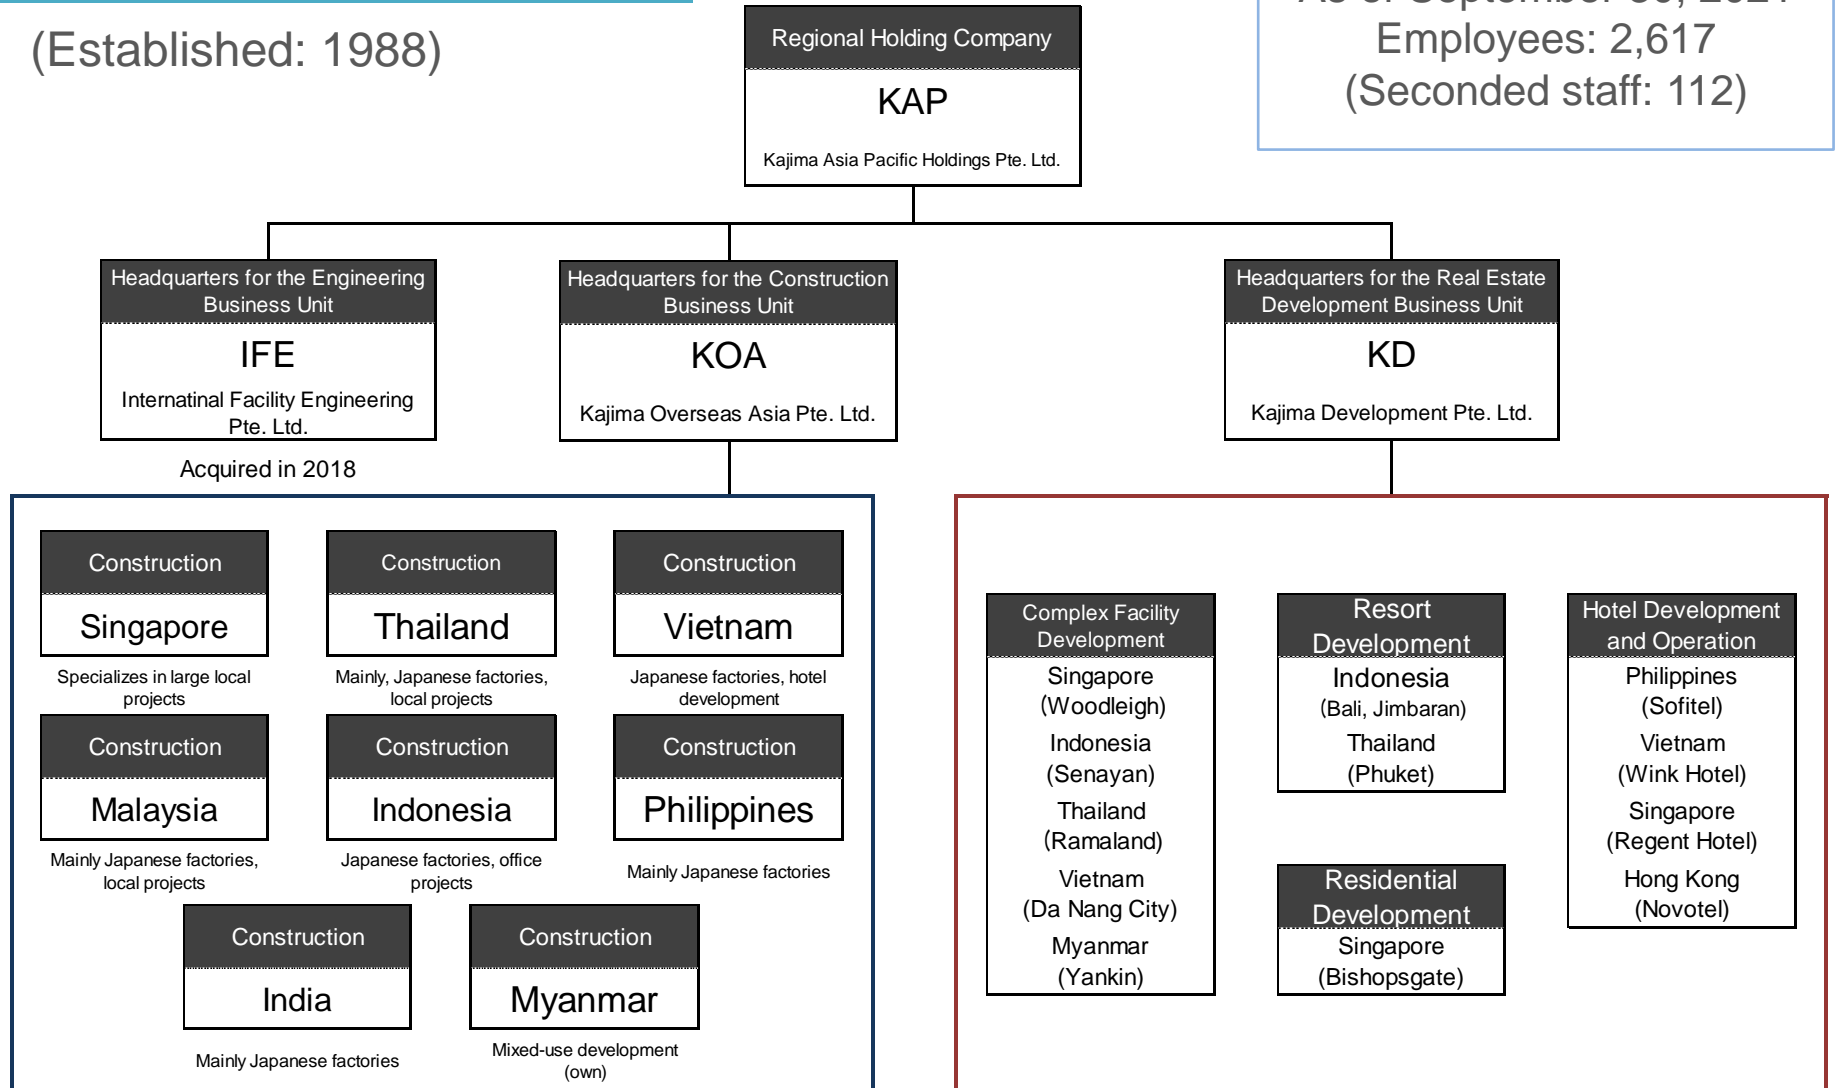 (Established: 1988)
Regional Holding Company
KAP
Kajima Asia Pacific Holdings Pte. Ltd.
Employees: 2,617
(Seconded staff: 112)
Headquarters for the Engineering
Business Unit
IFE
Internatinal Facility Engineering
Pte. Ltd.
Acquired in 2018
Headquarters for the Construction
Business Unit
KOA
Kajima Overseas Asia Pte. Ltd.
Headquarters for the Real Estate
Development Business Unit
KD
Kajima Development Pte. Ltd.
Construction
Singapore
Specializes in large local
projects
Construction
Thailand
Mainly, Japanese factories,
local projects
Construction
Vietnam
Japanese factories, hotel
development
Construction
Malaysia
Mainly Japanese factories,
local projects
Construction
Indonesia
Japanese factories, office
projects
Construction
Philippines
Mainly Japanese factories
Construction
India
Mainly Japanese factories
Construction
Myanmar
Mixed-use development
(own)
Complex Facility
Development
Singapore
(Woodleigh)
Indonesia
(Senayan)
Thailand
(Ramaland)
Vietnam
(Da Nang City)
Myanmar
(Yankin)
Resort
Development
Indonesia
(Bali, Jimbaran)
Thailand
(Phuket)
Residential
Development
Singapore
(Bishopsgate)
Hotel Development
and Operation
Philippines
(Sofitel)
Vietnam
(Wink Hotel)
Singapore
(Regent Hotel)
Hong Kong
(Novotel)